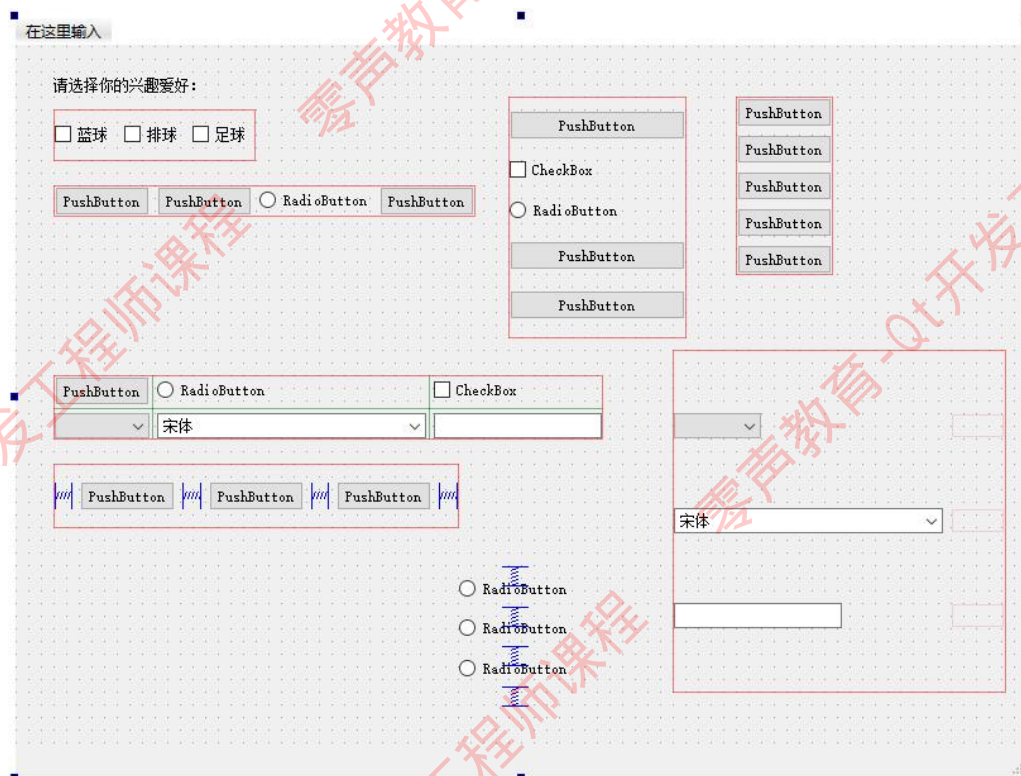 在这里输入
请选择你的兴趣爱好:
蓝球 排球 足球
PushButton PushButton RadioButton PushButton
PushButton
CheckBox
RadioButton
PushButton
PushButton
PushButton
PushButton
PushButton
PushButton
PushButton
PushButton RadioButton CheckBox
宋体
PushButton PushButton PushButton
RadioButton
RadioButton
RadioButton
宋体
零声教育
发工程师课程
零声教育-Qt开发
工程师课程